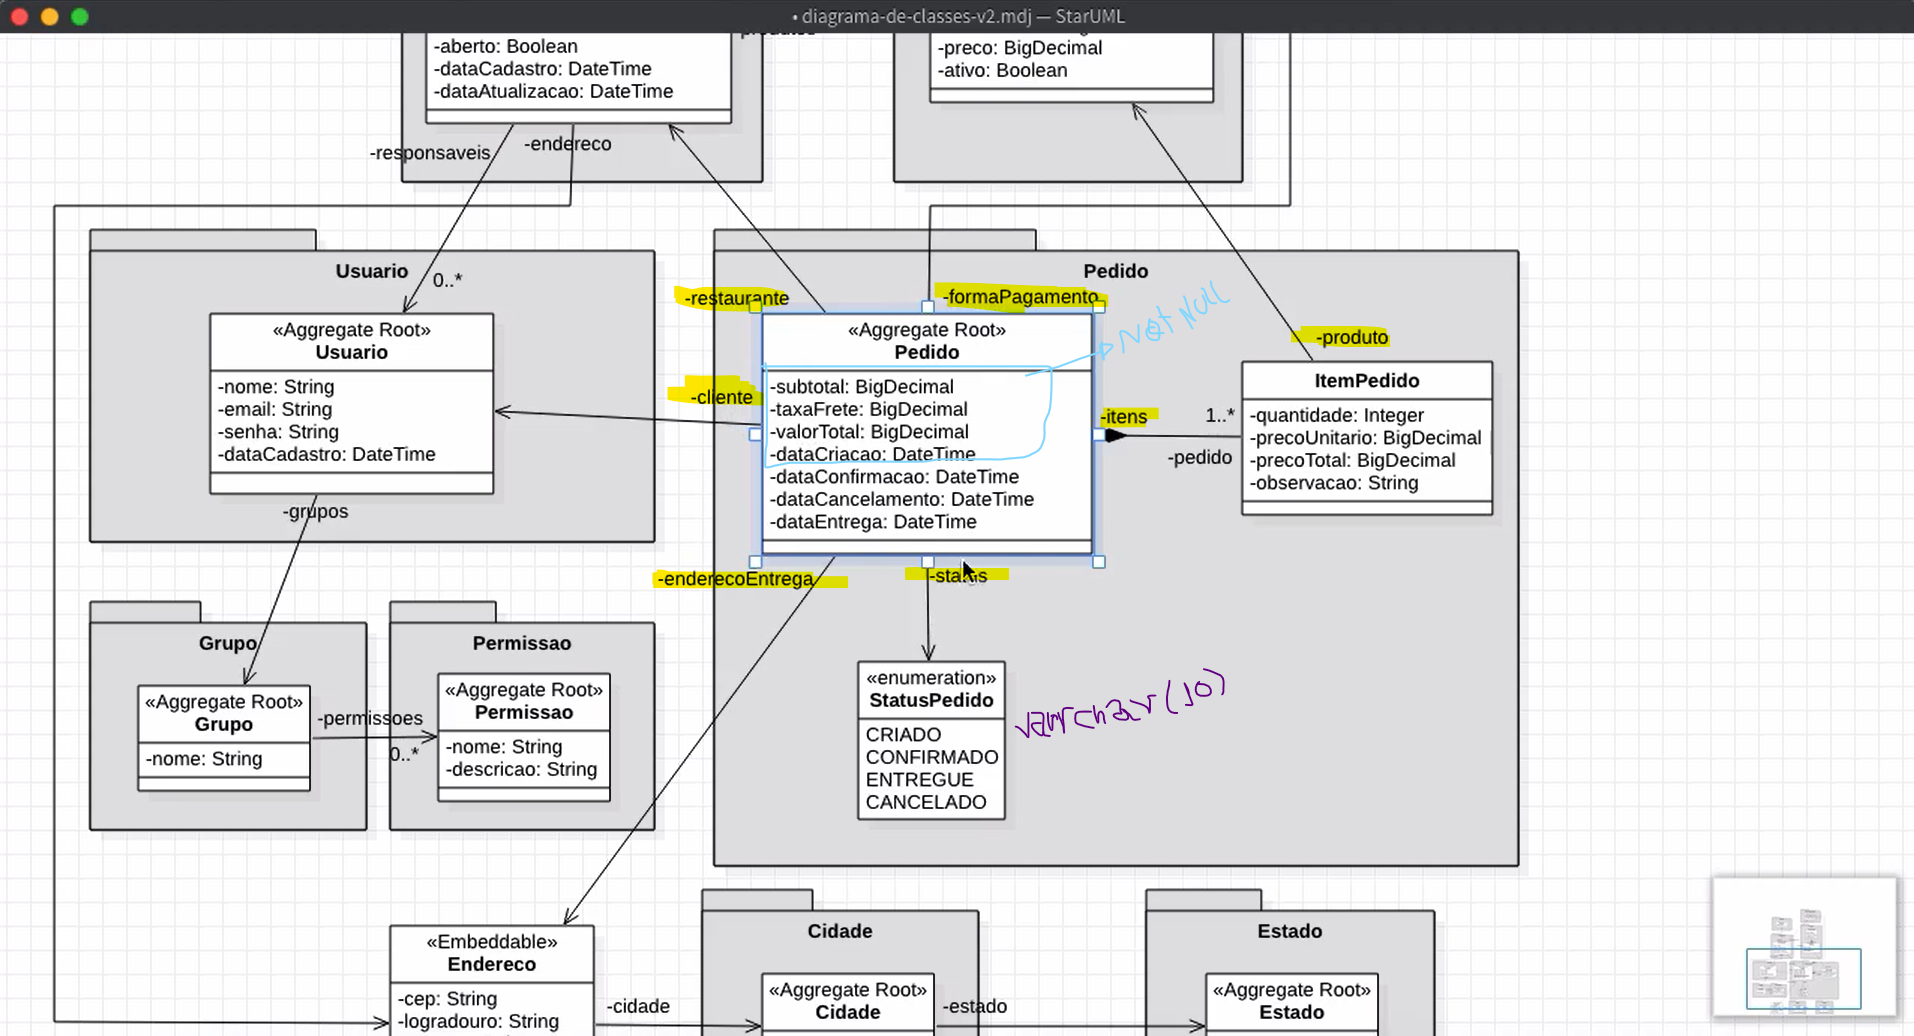 • diagrama-de-classes-v2.mdj — StarUML
-aberto: Boolean
-dataCadastro: DateTime
-dataAtualizacao: DateTime
-preco: BigDecimal
-ativo: Boolean
-responsaveis
-endereco
0..*
Usuario
«Aggregate Root»
Usuario
-nome: String
-email: String
-senha: String
-dataCadastro: DateTime
-grupos
Pedido
-restaurante
-formaPagamento
Not Null
-produto
«Aggregate Root»
Pedido
-cliente
-subtotal: BigDecimal
-taxaFrete: BigDecimal
-valorTotal: BigDecimal
-dataCriacao: DateTime
-dataConfirmacao: DateTime
-dataCancelamento: DateTime
-dataEntrega: DateTime
-itens
1..*
-pedido
ItemPedido
-quantidade: Integer
-precoUnitario: BigDecimal
-precoTotal: BigDecimal
-observacao: String
-enderecoEntrega
-status
«enumeration»
StatusPedido
CRIADO
CONFIRMADO
ENTREGUE
CANCELADO
varchar(10)
Grupo
«Aggregate Root»
Grupo
-nome: String
-permissoes
0..*
Permissao
«Aggregate Root»
Permissao
-nome: String
-descricao: String
«Embeddable»
Endereco
-cep: String
-logradouro: String
-cidade
Cidade
«Aggregate Root»
Cidade
-estado
Estado
«Aggregate Root»
Estado